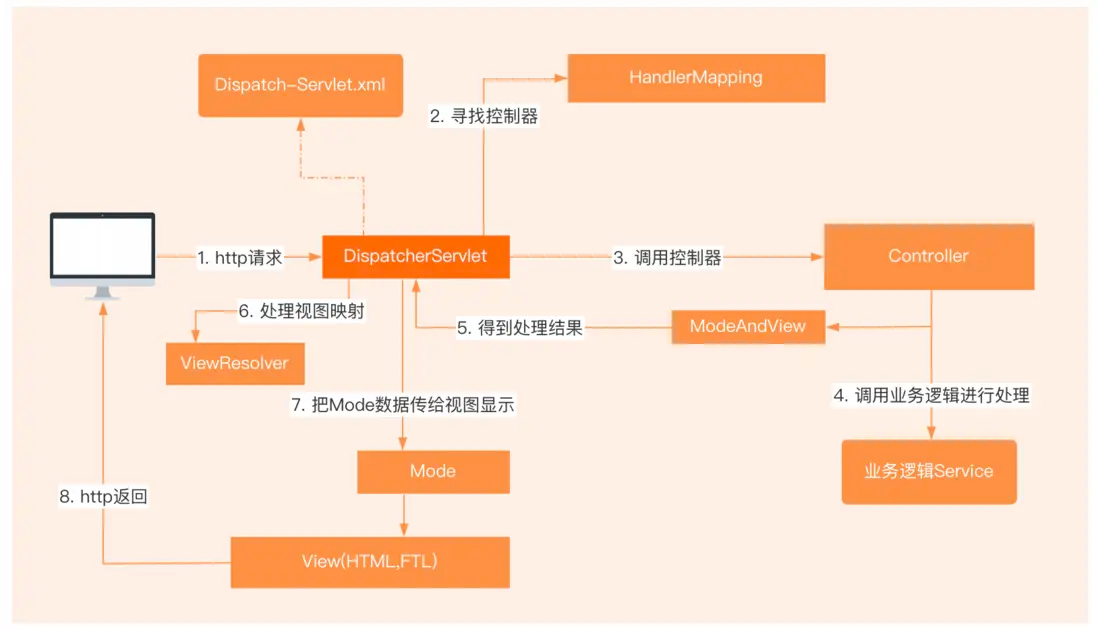 Dispatch-Servlet.xml
HandlerMapping
2. 寻找控制器
1. http请求
DispatcherServlet
3. 调用控制器
Controller
6. 处理视图映射
5. 得到处理结果
ModeAndView
ViewResolver
7. 把Mode数据传给视图显示
4. 调用业务逻辑进行处理
Mode
业务逻辑Service
8. http返回
View(HTML,FTL)